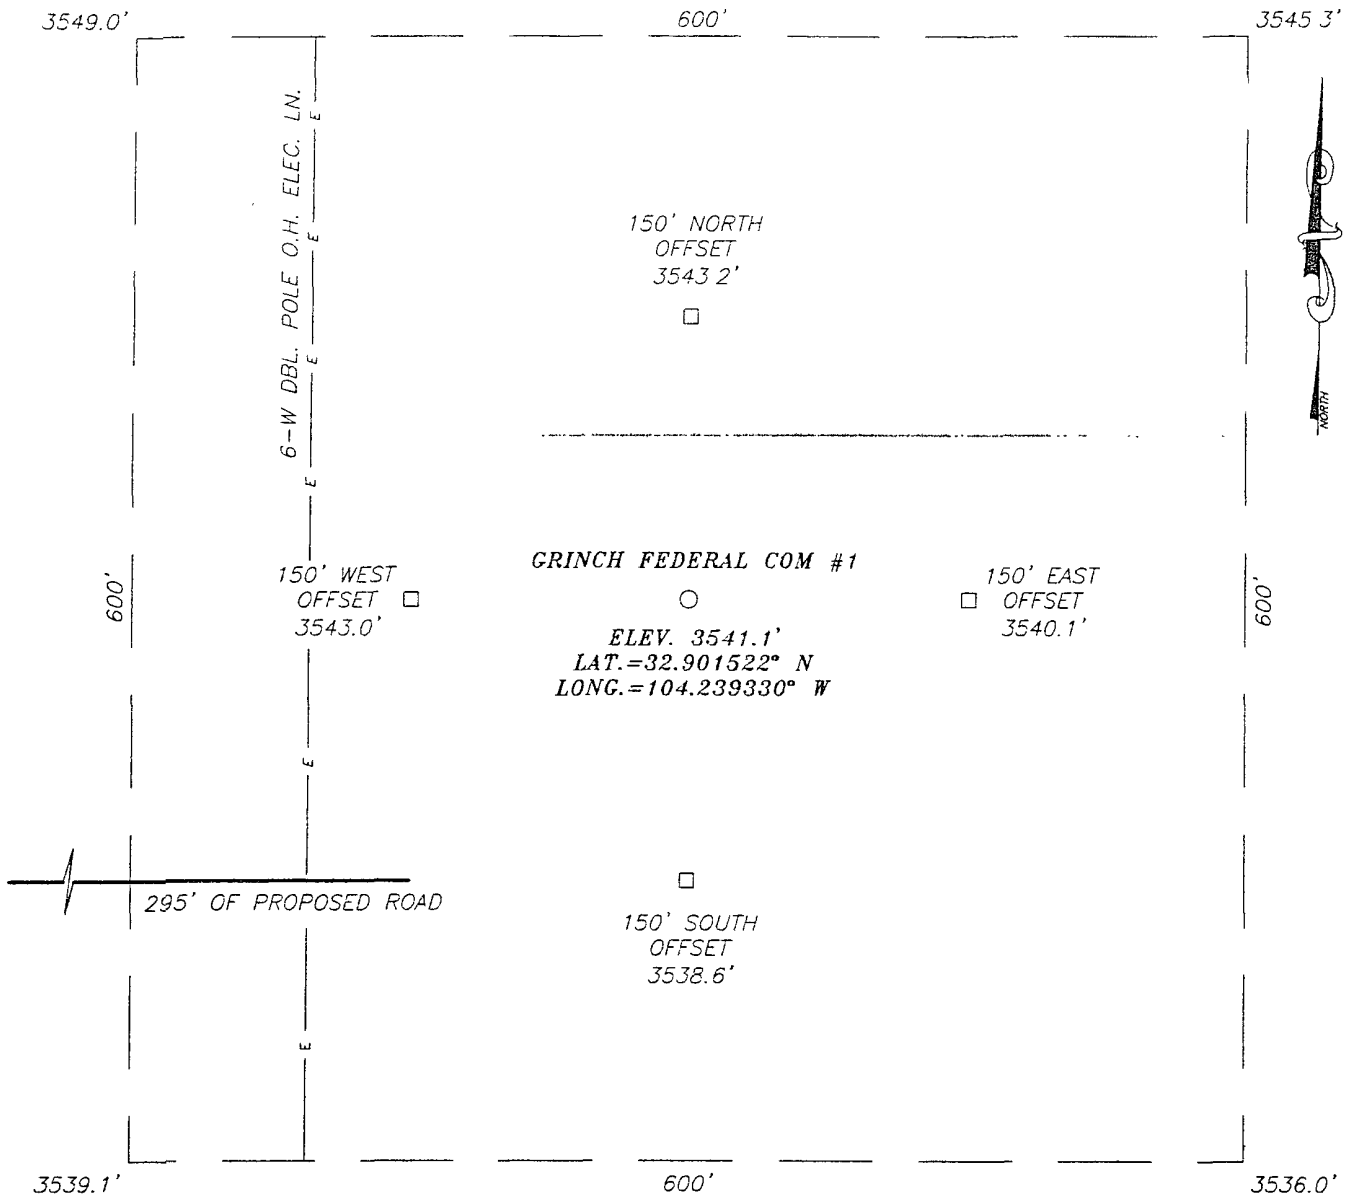 3549.0'
600'
3545 3'
6-W DBL. POLE O.H. ELEC. LN.
E
E
E
E
E
E
150' NORTH
OFFSET
3543 2'
NORTH
600'
150' WEST
OFFSET
3543.0'
GRINCH FEDERAL COM #1
ELEV. 3541.1'
LAT.=32.901522° N
LONG.=104.239330° W
150' EAST
OFFSET
3540.1'
600'
295' OF PROPOSED ROAD
150' SOUTH
OFFSET
3538.6'
3539.1'
600'
3536.0'